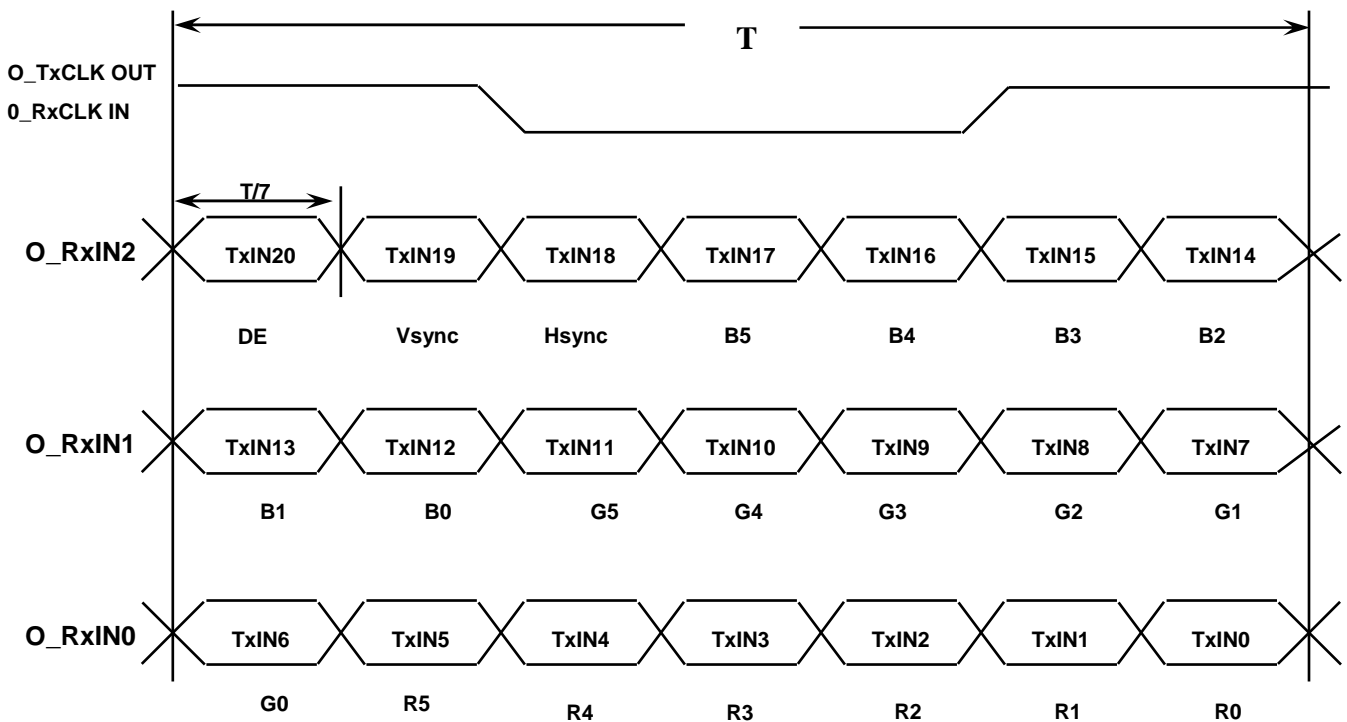 T
O_TxCLK OUT
0_RxCLK IN
T/7
O_RxIN2 TxIN20 TxIN19 TxIN18 TxIN17 TxIN16 TxIN15 TxIN14
DE Vsync Hsync B5 B4 B3 B2
O_RxIN1 TxIN13 TxIN12 TxIN11 TxIN10 TxIN9 TxIN8 TxIN7
B1 B0 G5 G4 G3 G2 G1
O_RxIN0 TxIN6 TxIN5 TxIN4 TxIN3 TxIN2 TxIN1 TxIN0
G0 R5 R4 R3 R2 R1 R0